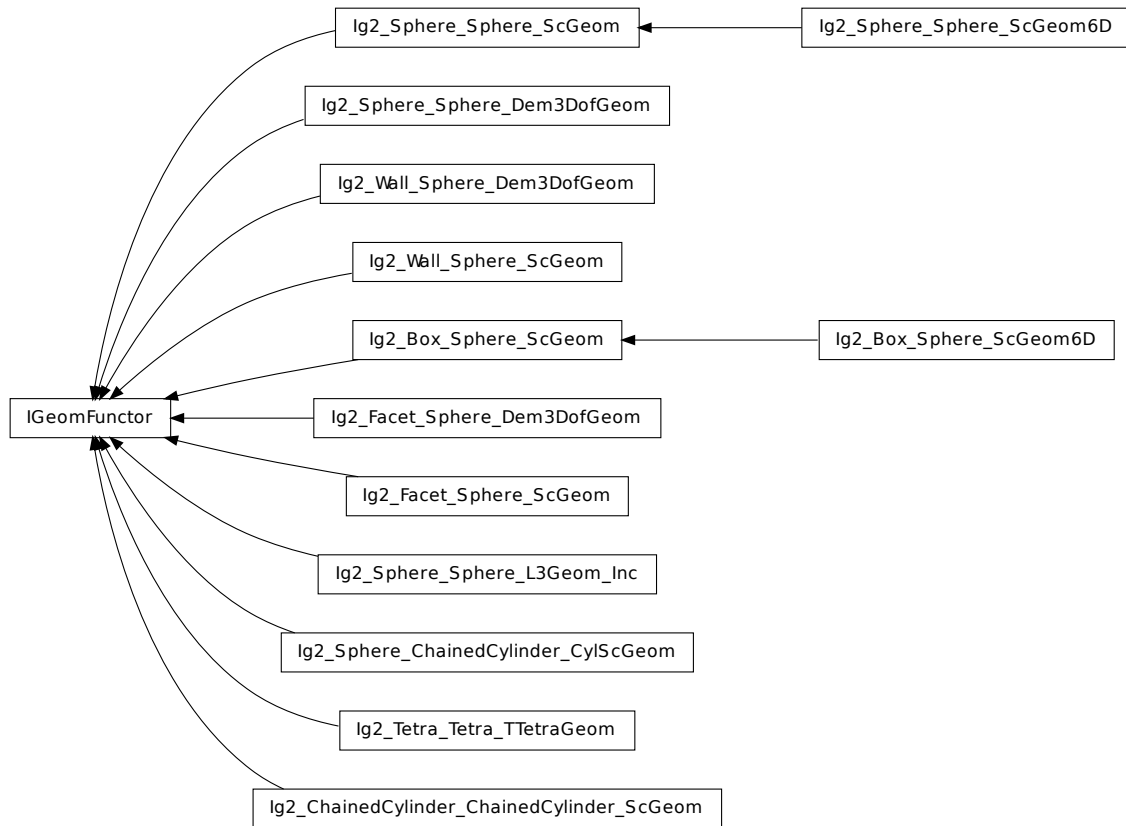 Ig2_Sphere_Sphere_ScGeom
Ig2_Sphere_Sphere_ScGeom6D
Ig2_Sphere_Sphere_Dem3DofGeom
Ig2_Wall_Sphere_Dem3DofGeom
Ig2_Wall_Sphere_ScGeom
Ig2_Box_Sphere_ScGeom
Ig2_Box_Sphere_ScGeom6D
IGeomFunctor
Ig2_Facet_Sphere_Dem3DofGeom
Ig2_Facet_Sphere_ScGeom
Ig2_Sphere_Sphere_L3Geom_Inc
Ig2_Sphere_ChainedCylinder_CylScGeom
Ig2_Tetra_Tetra_TTetraGeom
Ig2_ChainedCylinder_ChainedCylinder_ScGeom